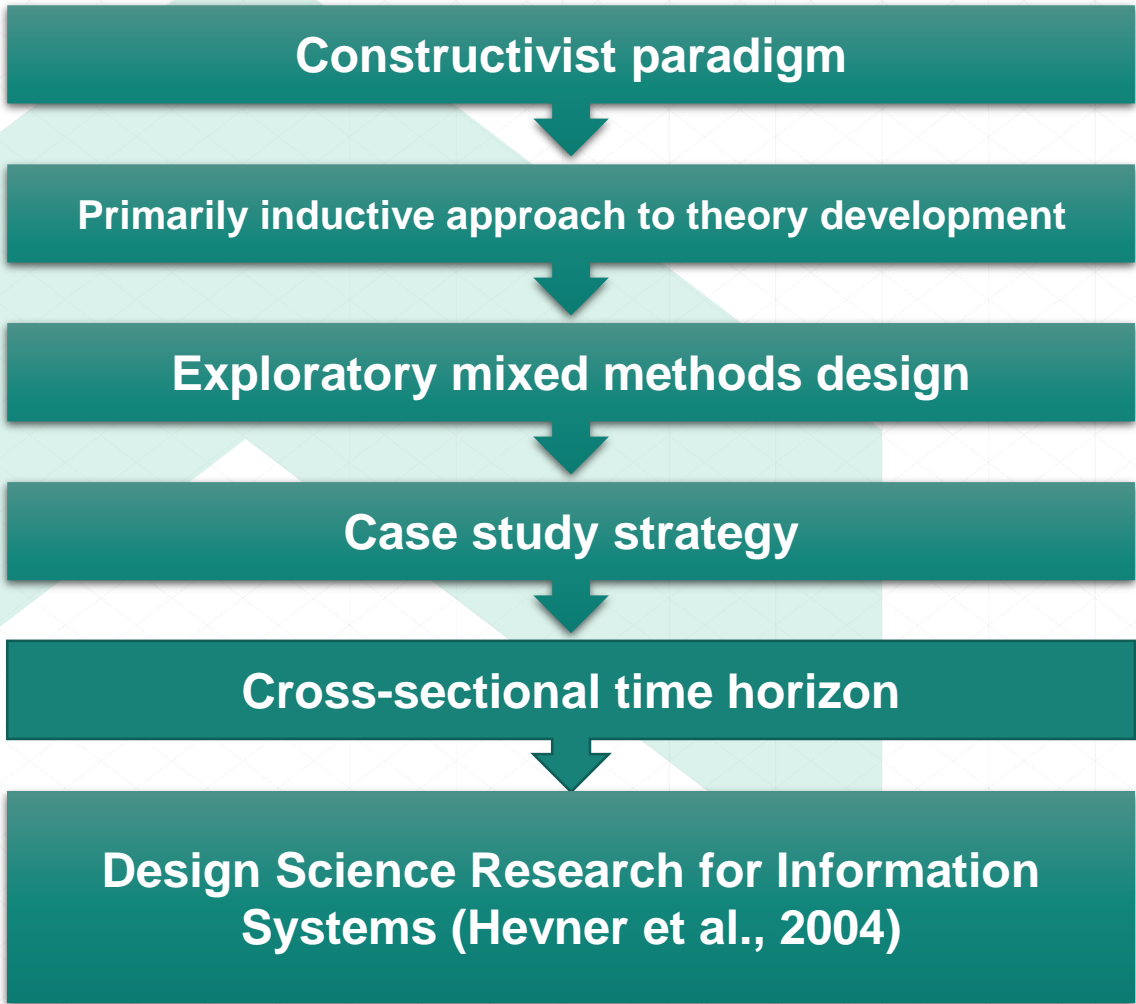 Constructivist paradigm
Primarily inductive approach to theory development
Exploratory mixed methods design
Case study strategy
Cross-sectional time horizon
Design Science Research for Information
Systems (Hevner et al., 2004)